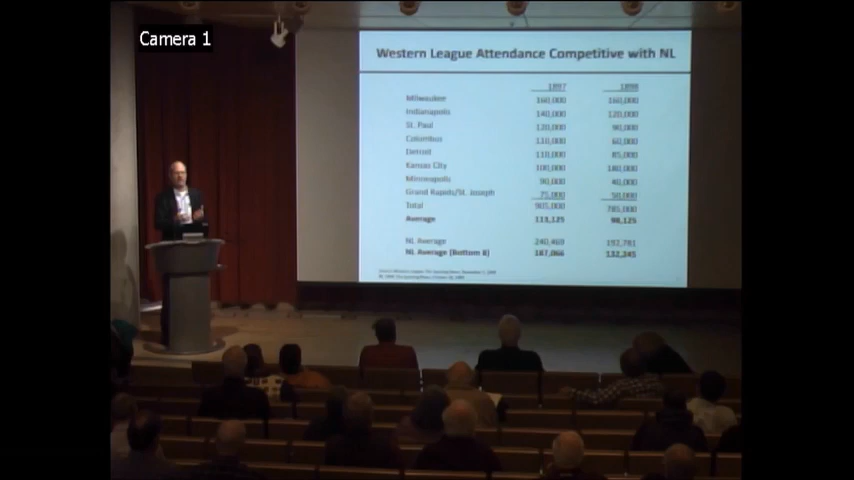 Camera 1
Western League Attendance Competitive with NL
1897 1898
Milwaukee 160,000 160,000
Indianapolis 140,000 120,000
St. Paul 120,000 90,000
Columbus 110,000 60,000
Detroit 110,000 85,000
Kansas City 100,000 180,000
Minneapolis 90,000 40,000
Grand Rapids/St. Joseph 75,000 50,000
Total 905,000 785,000
Average 113,125 98,125
NL Average 240,469 192,781
NL Average (Bottom 8) 187,066 132,245